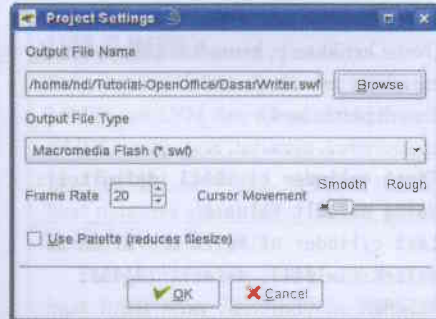 Project Settings
Output File Name
/home/ndi/Tutorial-OpenOffice/DasarWriter.swf Browse
Output File Type
Macromedia Flash (*.swf)
Smooth Rough
Frame Rate 20 Cursor Movement
Use Palette (reduces filesize)
OK Cancel